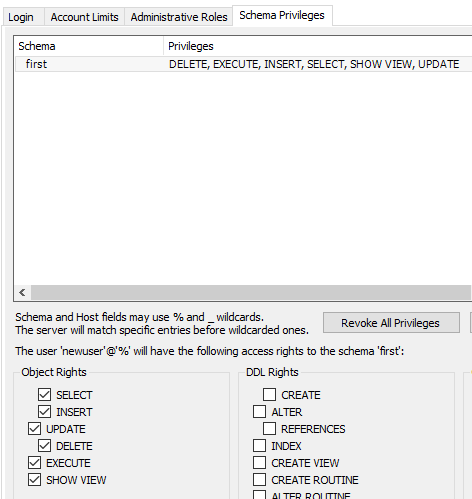 Login Account Limits Administrative Roles Schema Privileges
Schema Privileges
first DELETE, EXECUTE, INSERT, SELECT, SHOW VIEW, UPDATE
Schema and Host fields may use % and _ wildcards.
The server will match specific entries before wildcarded ones.
Revoke All Privileges
The user 'newuser'@'%' will have the following access rights to the schema 'first':
Object Rights
SELECT
INSERT
UPDATE
DELETE
EXECUTE
SHOW VIEW
DDL Rights
CREATE
ALTER
REFERENCES
INDEX
CREATE VIEW
CREATE ROUTINE
ALTER ROUTINE